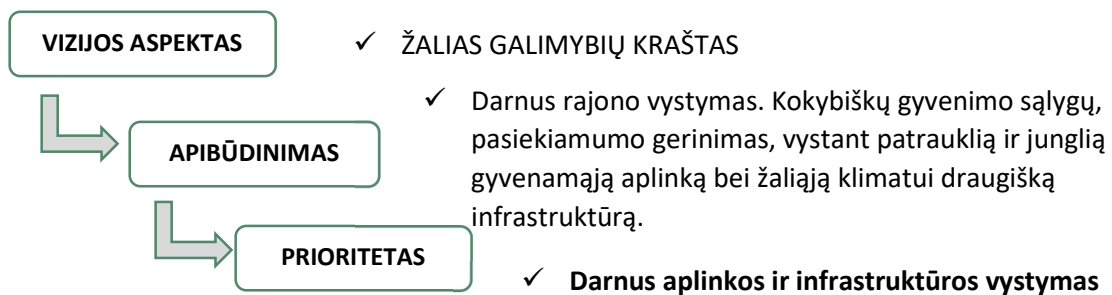 VIZIJOS ASPEKTAS
✓ ŽALIAS GALIMYBIŲ KRAŠTAS
APIBŪDINIMAS
✓ Darnus rajono vystymas. Kokybiškų gyvenimo sąlygų,
pasiekiamumo gerinimas, vystant patrauklią ir junglią
gyvenamąją aplinką bei žaliąją klimatui draugišką
infrastruktūrą.
PRIORITETAS
✓ Darnus aplinkos ir infrastruktūros vystymas